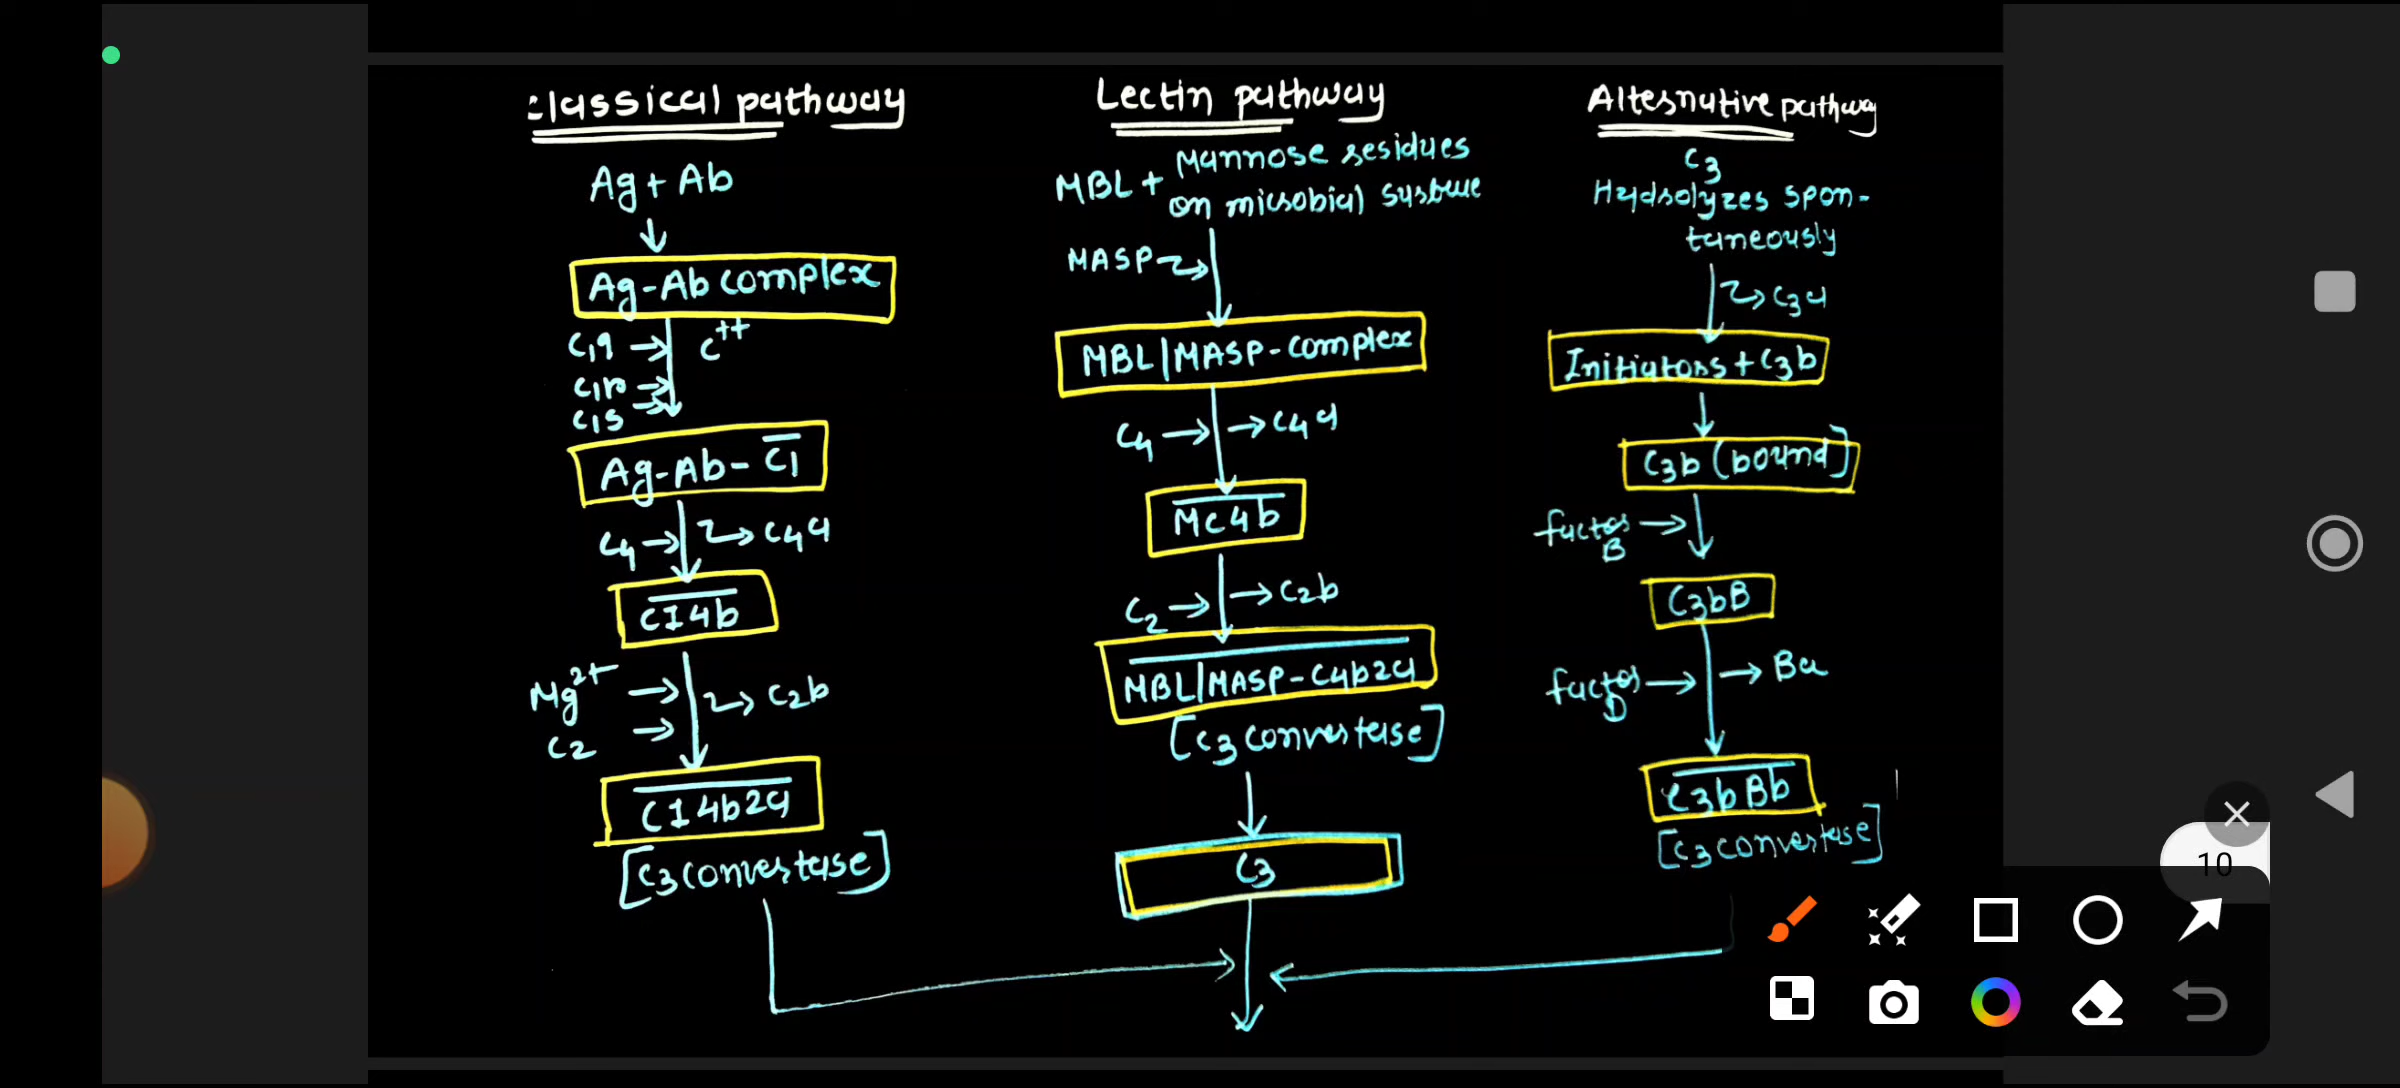 Classical pathway
Ag + Ab
Ag-Ab complex
C1q
C++
C1r
C1s
Ag-Ab-C1
C4
C4a
C14b
Mg2+
C2b
C2
C14b2a
[C3 convertase]
Lectin pathway
MBL + Mannose residues
on microbial
MASP
MBL|MASP-complex
C4
C4a
MC4b
C2
C2b
MBL|MASP-C4b2a
[C3 convertase]
C3
Alternative pathway
C3
Hydrolyzes spon-
taneously
C3a
Initiators + C3b
C3b (bound)
factor
B
C3bB
factor
D
Ba
C3bBb
[C3 convertase]
10